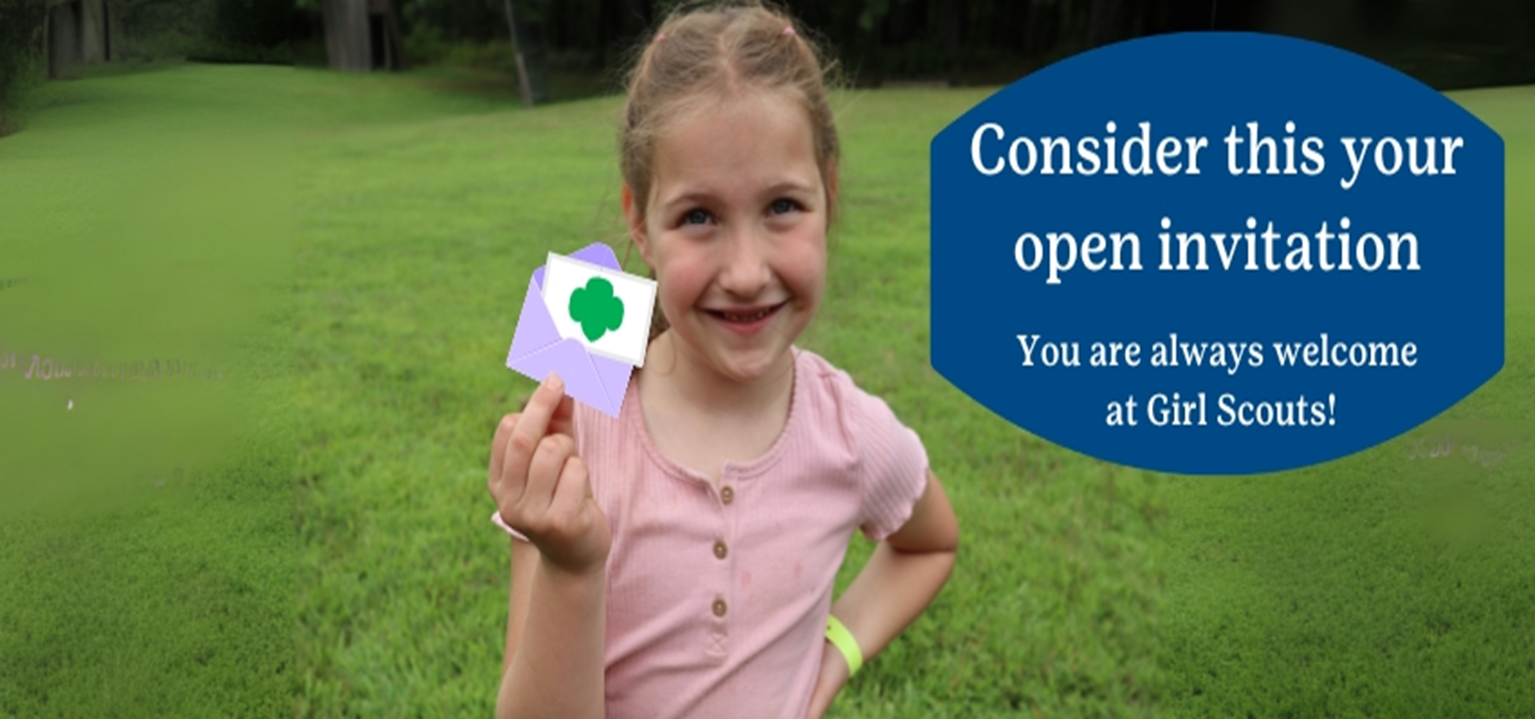 Consider this your
open invitation
You are always welcome
at Girl Scouts!